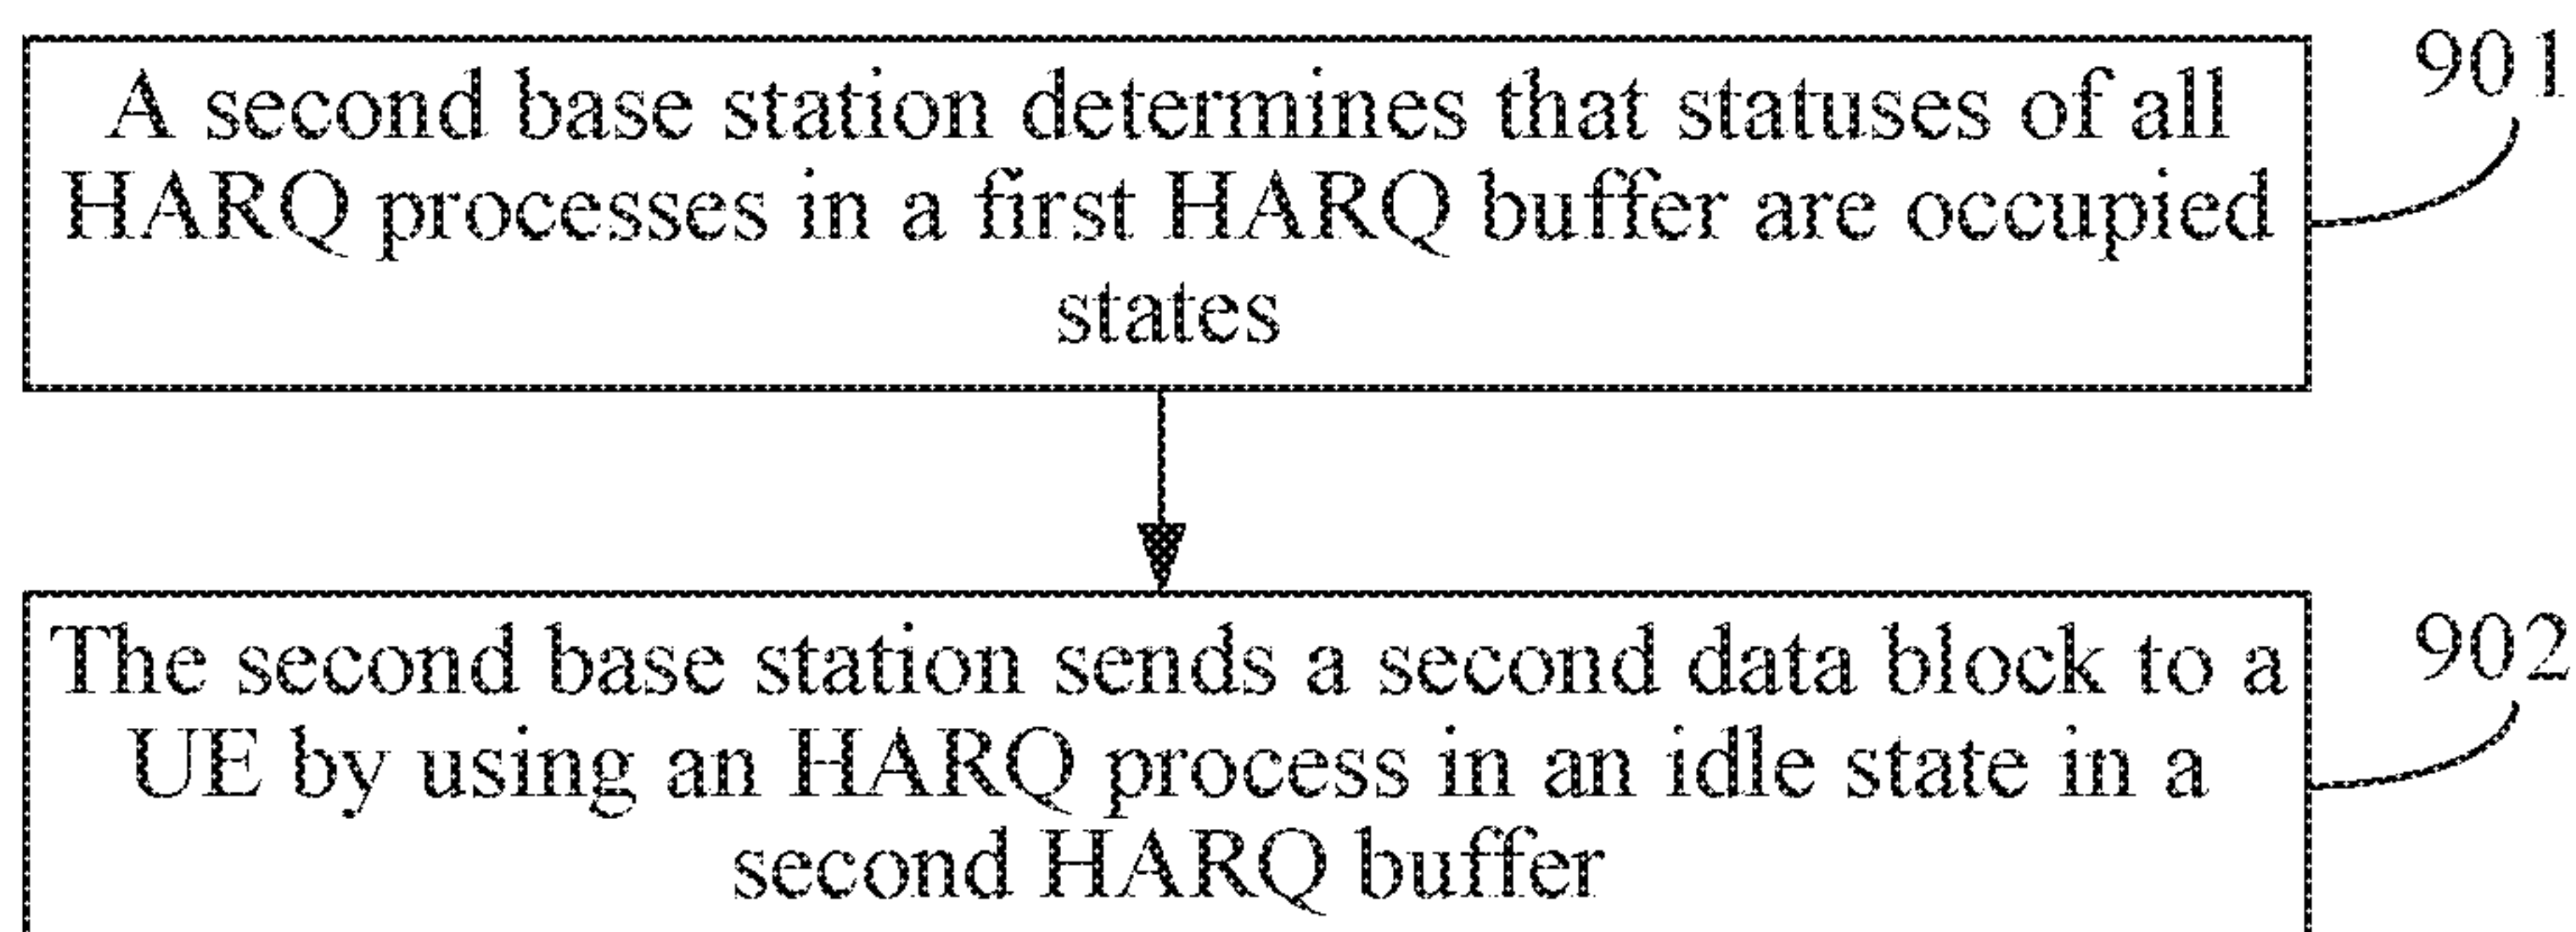 A second base station determines that statuses of all
HARQ processes in a first HARQ buffer are occupied
states
901
The second base station sends a second data block to a
UE by using an HARQ process in an idle state in a
second HARQ buffer
902